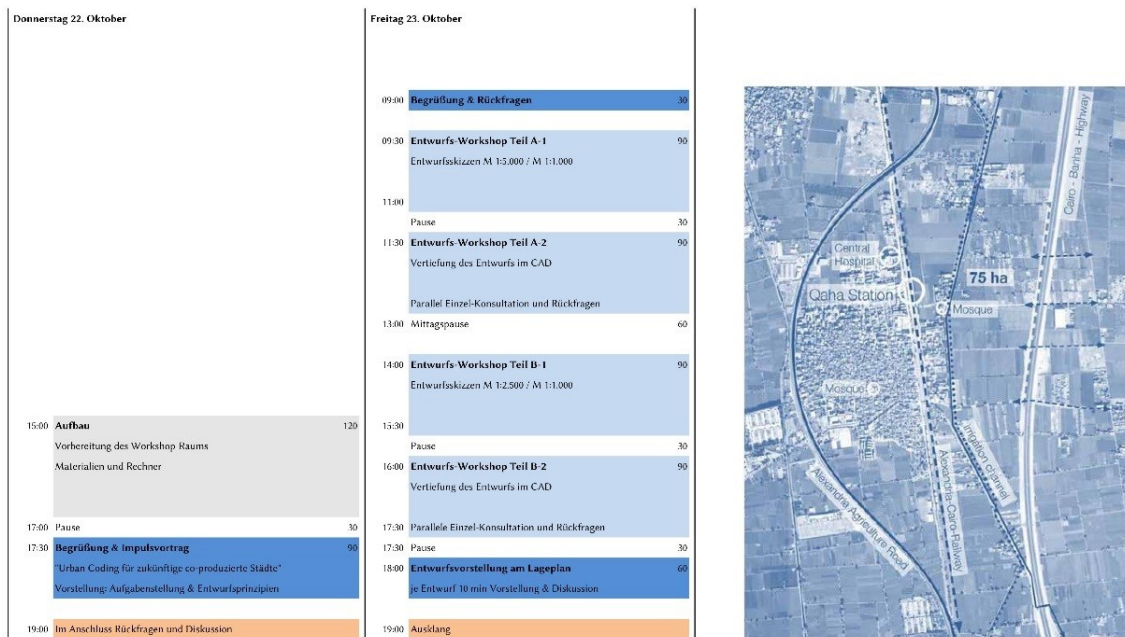 Donnerstag 22. Oktober
15:00 Aufbau 120
Vorbereitung des Workshop Raums
Materialien und Rechner
17:00 Pause 30
17:30 Begrüßung & Impulsvortrag 90
"Urban Coding für zukünftige co-produzierte Städte"
Vorstellung: Aufgabenstellung & Entwurfsprinzipien
19:00 Im Anschluss Rückfragen und Diskussion
Freitag 23. Oktober
09:00 Begrüßung & Rückfragen 30
09:30 Entwurfs-Workshop Teil A-1 90
Entwurfsskizzen M 1:5.000 / M 1:1.000
11:00
Pause 30
11:30 Entwurfs-Workshop Teil A-2 90
Vertiefung des Entwurfs im CAD
Parallel Einzel-Konsultation und Rückfragen
13:00 Mittagspause 60
14:00 Entwurfs-Workshop Teil B-1 90
Entwurfsskizzen M 1:2.500 / M 1:1.000
15:30
Pause 30
16:00 Entwurfs-Workshop Teil B-2 90
Vertiefung des Entwurfs im CAD
17:30 Parallele Einzel-Konsultation und Rückfragen
17:30 Pause 30
18:00 Entwurfsvorstellung am Lageplan 60
je Entwurf 10 min Vorstellung & Diskussion
19:00 Ausklang
Cairo - Banha - Highway
Central
Hospital
75 ha
Qaha Station
Mosque
Mosque
Irrigation channel
Alexandria Agriculture Road
Alexandria-Cairo-Railway